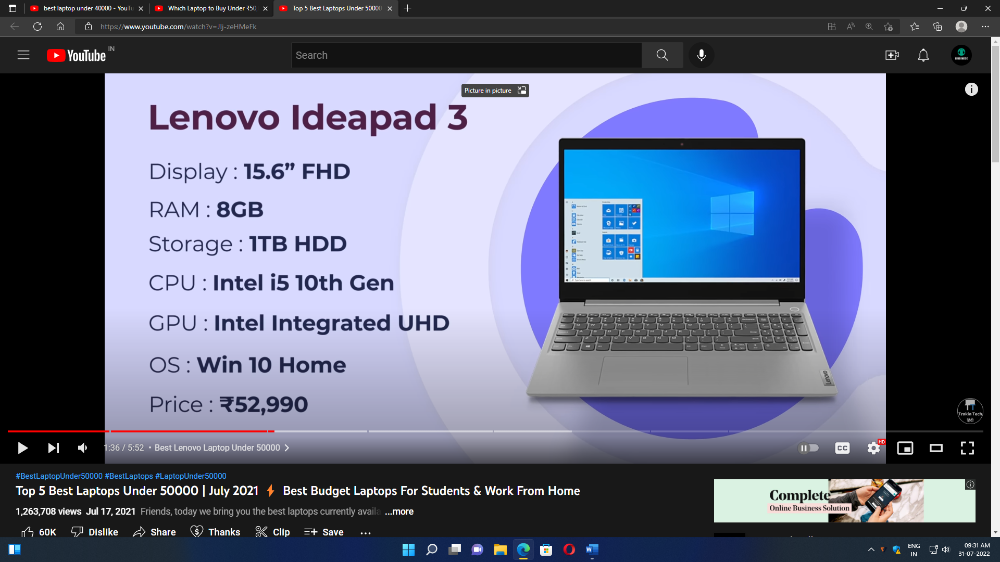 best laptop under 40000 - YouTu
Which Laptop to Buy Under ₹50,
Top 5 Best Laptops Under 50000
https://www.youtube.com/watch?v=JIj-zeHMeFk
YouTube IN
Search
HINDI MUSIC
Picture in picture
Lenovo Ideapad 3
Display : 15.6” FHD
RAM : 8GB
Storage : 1TB HDD
CPU : Intel i5 10th Gen
GPU : Intel Integrated UHD
OS : Win 10 Home
Price : ₹52,990
Lenovo
TrakIn Tech
हिंदी
1:36 / 5:52 • Best Lenovo Laptop Under 50000
CC
HD
#BestLaptopUnder50000 #BestLaptops #LaptopUnder50000
Top 5 Best Laptops Under 50000 | July 2021 ⚡ Best Budget Laptops For Students & Work From Home
1,263,708 views Jul 17, 2021 Friends, today we bring you the best laptops currently availa ...more
60K Dislike Share Thanks Clip Save ...
Complete
Online Business Solution
ENG
IN
09:31 AM
31-07-2022